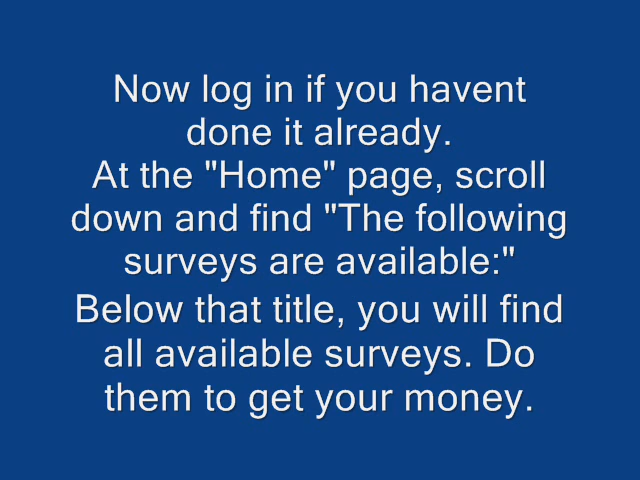 Now log in if you havent
done it already.
At the "Home" page, scroll
down and find "The following
surveys are available:"
Below that title, you will find
all available surveys. Do
them to get your money.